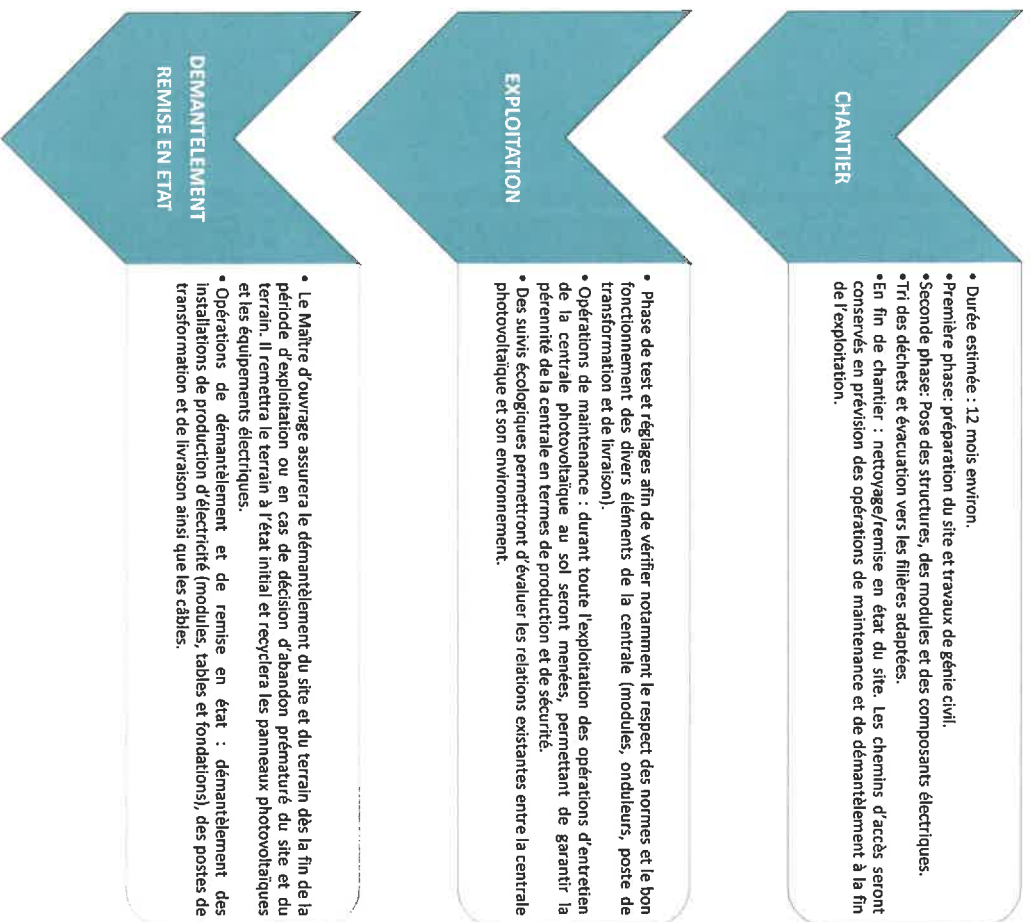 CHANTIER
• Durée estimée : 12 mois environ.
•Première phase: préparation du site et travaux de génie civil.
•Seconde phase: Pose des structures, des modules et des composants électriques.
•Tri des déchets et évacuation vers les filières adaptées.
•En fin de chantier : nettoyage/remise en état du site. Les chemins d'accès seront
conservés en prévision des opérations de maintenance et de démantèlement à la fin
de l'exploitation.
EXPLOITATION
• Phase de test et réglages afin de vérifier notamment le respect des normes et le bon
fonctionnement des divers éléments de la centrale (modules, onduleurs, poste de
transformation et de livraison).
• Opérations de maintenance : durant toute l'exploitation des opérations d'entretien
de la centrale photovoltaïque au sol seront menées, permettant de garantir la
pérennité de la centrale en termes de production et de sécurité.
• Des suivis écologiques permettront d'évaluer les relations existantes entre la centrale
photovoltaïque et son environnement.
DEMANTELEMENT
REMISE EN ETAT
• Le Maître d'ouvrage assurera le démantèlement du site et du terrain dès la fin de la
période d'exploitation ou en cas de décision d'abandon prématuré du site et du
terrain. Il remettra le terrain à l'état initial et recyclera les panneaux photovoltaïques
et les équipements électriques.
• Opérations de démantèlement et de remise en état : démantèlement des
installations de production d'électricité (modules, tables et fondations), des postes de
transformation et de livraison ainsi que les câbles.